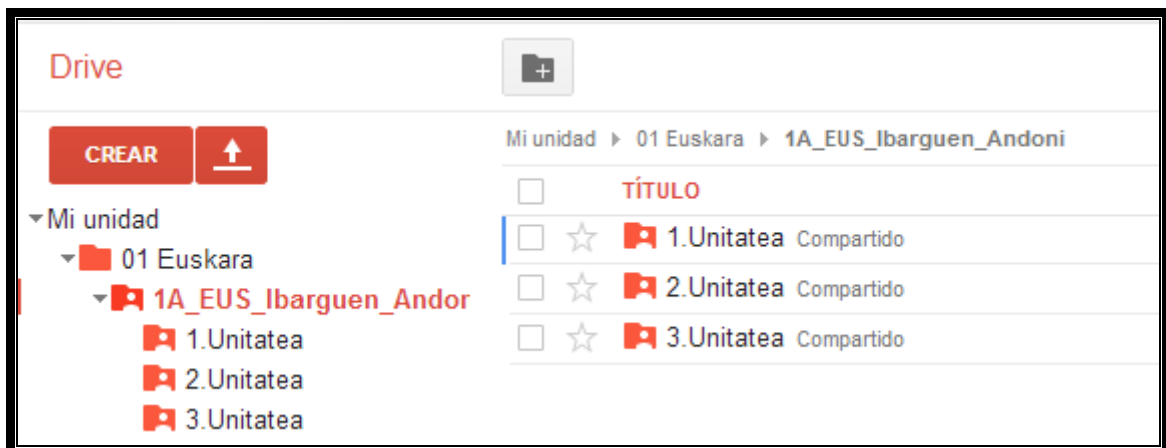 Drive
CREAR
Mi unidad
01 Euskara
1A_EUS_Ibarguen_Andor
1.Unitatea
2.Unitatea
3.Unitatea
Mi unidad 01 Euskara 1A_EUS_Ibarguen_Andoni
TÍTULO
1.Unitatea Compartido
2.Unitatea Compartido
3.Unitatea Compartido